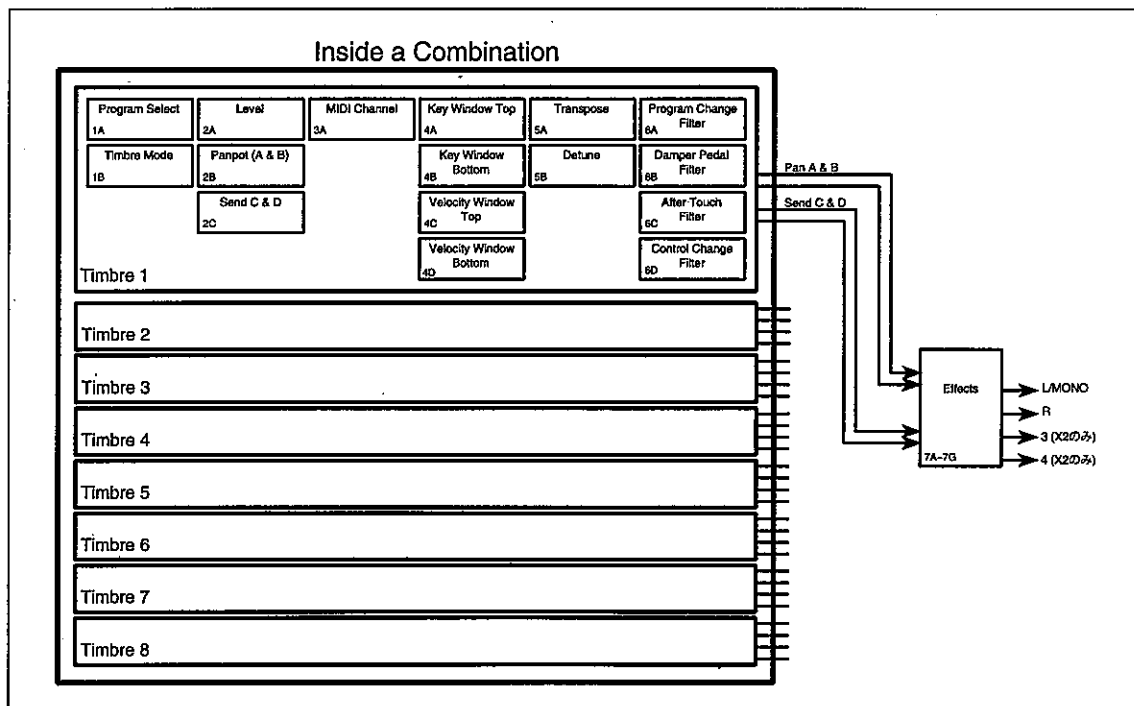 Inside a Combination
Program Select
1A
Level
2A
MIDI Channel
3A
Key Window Top
4A
Transpose
5A
Program Change
Filter
6A
Timbre Mode
1B
Panpot (A & B)
2B
Key Window
Bottom
4B
Detune
5B
Damper Pedal
Filter
6B
Send C & D
2C
Velocity Window
Top
4C
After Touch
Filter
6C
Velocity Window
Bottom
4D
Control Change
Filter
6D
Timbre 1
Pan A & B
Send C & D
Timbre 2
Timbre 3
Timbre 4
Timbre 5
Timbre 6
Timbre 7
Timbre 8
Effects
7A-7G
L/MONO
R
3 (X2のみ)
4 (X2のみ)